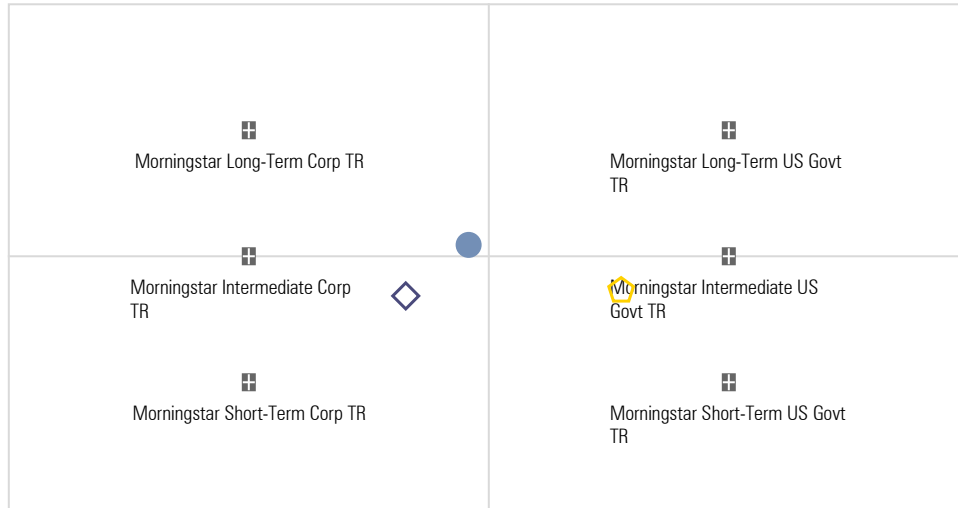 Morningstar Long-Term Corp TR
Morningstar Long-Term US Govt
TR
Morningstar Intermediate Corp
TR
Morningstar Intermediate US
Govt TR
Morningstar Short-Term Corp TR
Morningstar Short-Term US Govt
TR